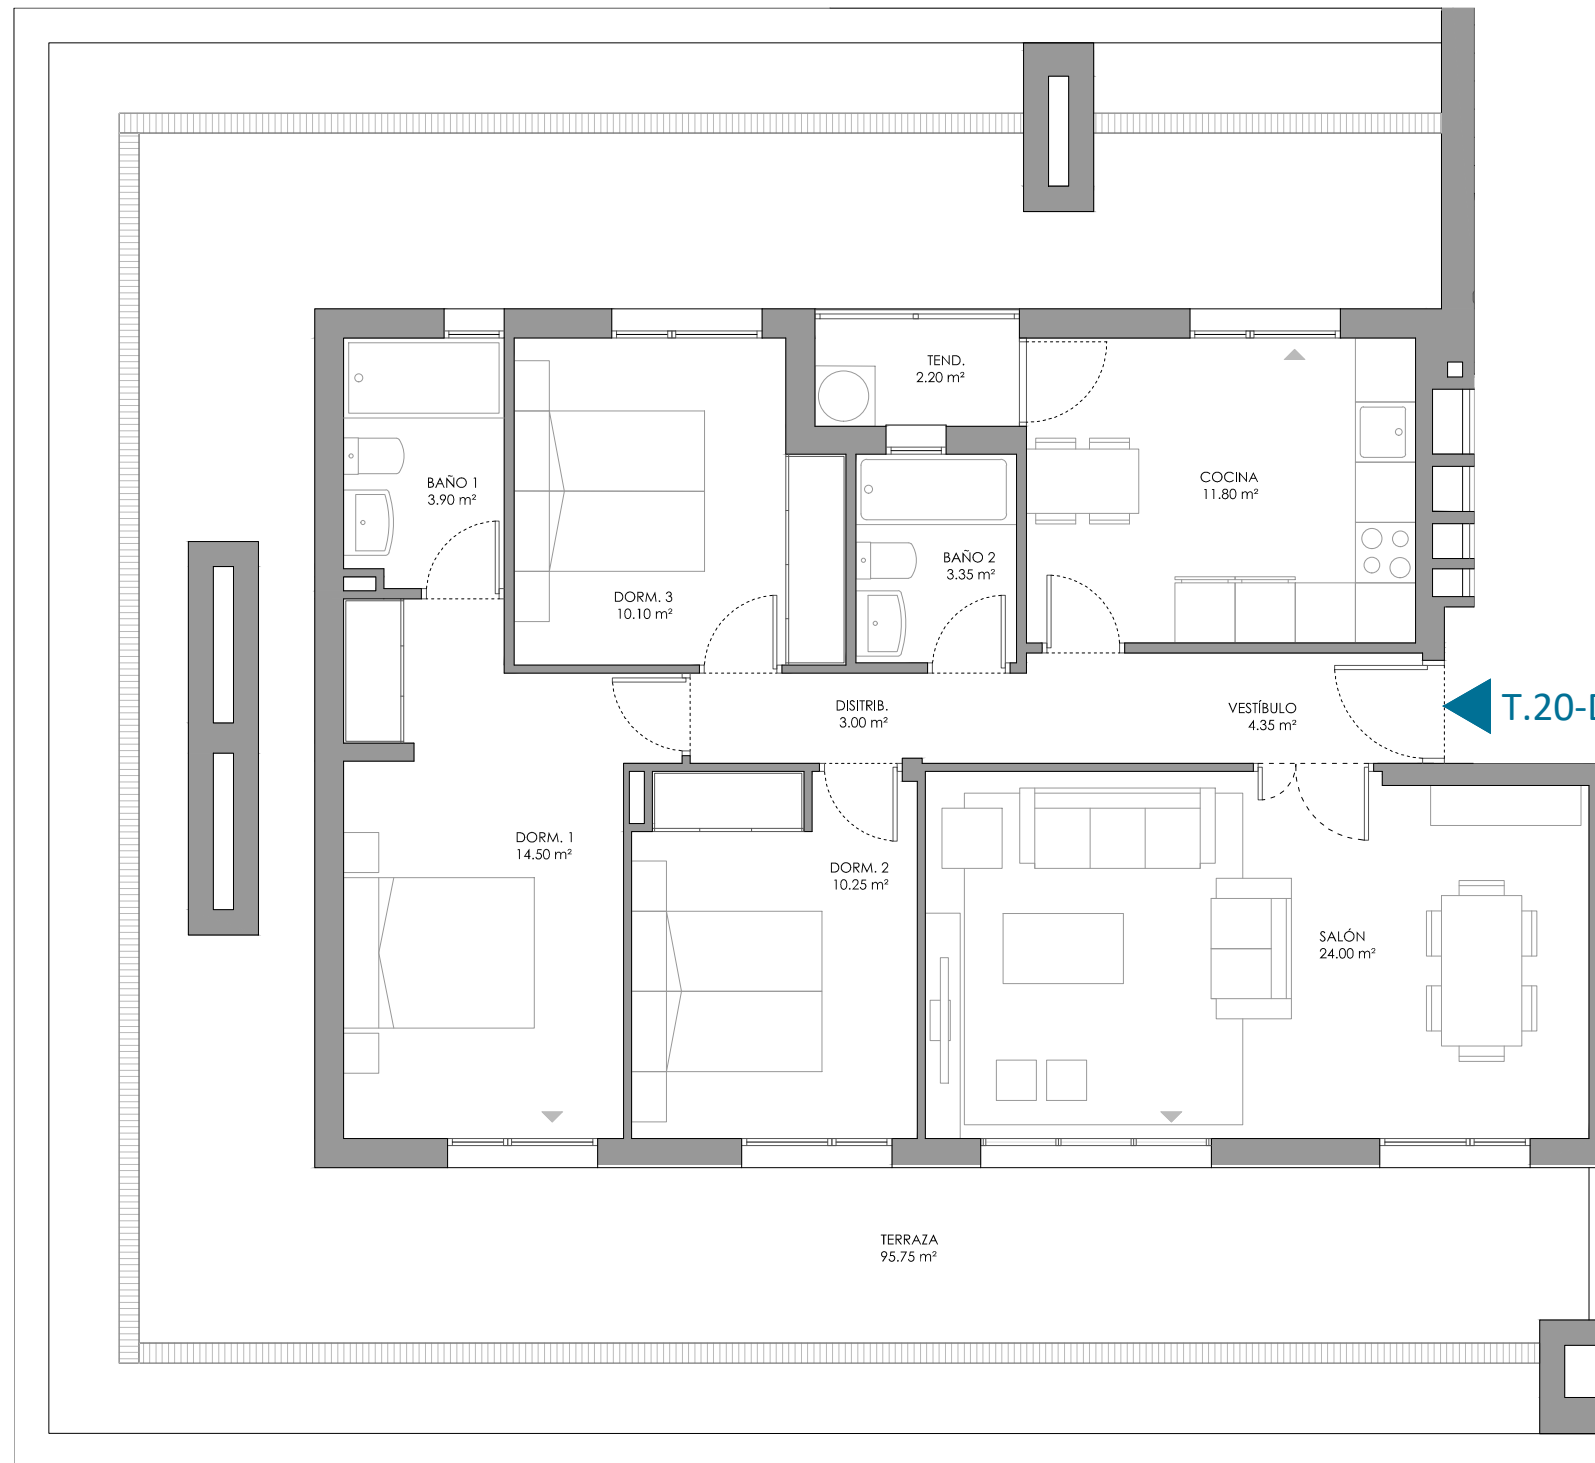 TEND.
2.20 m²
COCINA
11.80 m²
BAÑO 1
3.90 m²
BAÑO 2
3.35 m²
DORM. 3
10.10 m²
DISITRIB.
3.00 m²
VESTÍBULO
4.35 m²
T.20-D
DORM. 1
14.50 m²
DORM. 2
10.25 m²
SALÓN
24.00 m²
TERRAZA
95.75 m²